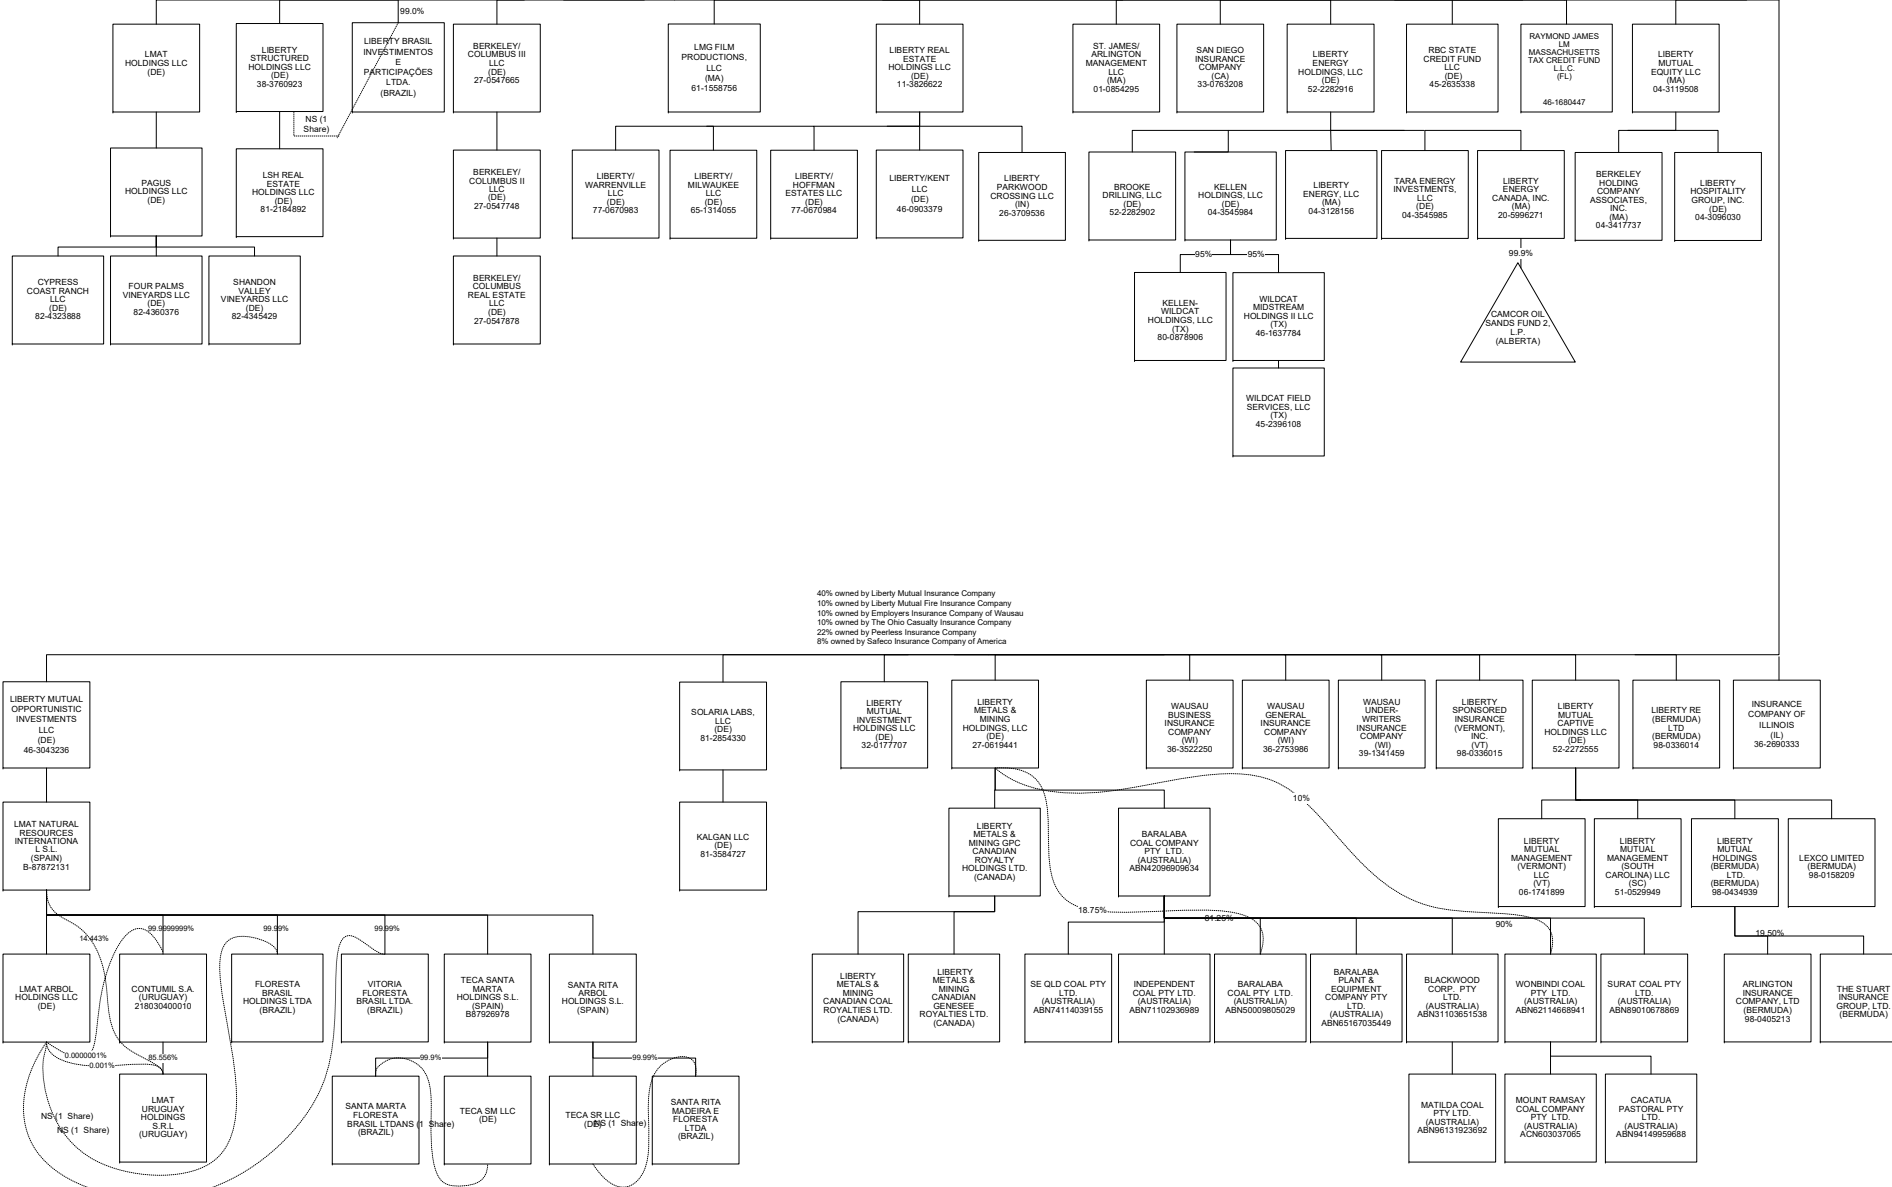 99.0%
LMAT
HOLDINGS LLC
(DE)
LIBERTY
STRUCTURED
HOLDINGS LLC
(DE)
38-3760923
LIBERTY BRASIL
INVESTIMENTOS
E
PARTICIPAÇÕES
LTDA.
(BRAZIL)
BERKELEY/
COLUMBUS III
LLC
(DE)
27-0547665
LMG FILM
PRODUCTIONS,
LLC
(MA)
61-1558756
LIBERTY REAL
ESTATE
HOLDINGS LLC
(DE)
11-3826622
ST. JAMES/
ARLINGTON
MANAGEMENT
LLC
(MA)
01-0854295
SAN DIEGO
INSURANCE
COMPANY
(CA)
33-0763208
LIBERTY
ENERGY
HOLDINGS, LLC
(DE)
52-2282916
RBC STATE
CREDIT FUND
LLC
(DE)
45-2635338
RAYMOND JAMES
LM
MASSACHUSETTS
TAX CREDIT FUND
L.L.C.
(FL)
46-1680447
LIBERTY
MUTUAL
EQUITY LLC
(MA)
04-3119508
NS (1
Share)
PAGUS
HOLDINGS LLC
(DE)
LSH REAL
ESTATE
HOLDINGS LLC
(DE)
81-2184892
BERKELEY/
COLUMBUS II
LLC
(DE)
27-0547748
LIBERTY/
WARRENVILLE
LLC
(DE)
77-0670983
LIBERTY/
MILWAUKEE LLC
(DE)
65-1314055
LIBERTY/
HOFFMAN
ESTATES LLC
(DE)
77-0670984
LIBERTY/KENT
LLC
(DE)
46-0903379
LIBERTY
PARKWOOD
CROSSING LLC
(IN)
26-3709536
BROOKE
DRILLING, LLC
(DE)
52-2282902
KELLEN
HOLDINGS, LLC
(DE)
04-3545984
LIBERTY
ENERGY, LLC
(MA)
04-3128156
TARA ENERGY
INVESTMENTS,
LLC
(DE)
04-3545985
LIBERTY
ENERGY
CANADA, INC.
(MA)
20-5996271
BERKELEY
HOLDING
COMPANY
ASSOCIATES,
INC.
(MA)
04-3417737
LIBERTY
HOSPITALITY
GROUP, INC.
(DE)
04-3096030
CYPRESS
COAST RANCH
LLC
(DE)
82-4323888
FOUR PALMS
VINEYARDS LLC
(DE)
82-4360376
SHANDON
VALLEY
VINEYARDS LLC
(DE)
82-4345429
BERKELEY/
COLUMBUS
REAL ESTATE
LLC
(DE)
27-0547878
95%
95%
99.9%
KELLEN-
WILDCAT
HOLDINGS, LLC
(TX)
80-0878906
WILDCAT
MIDSTREAM
HOLDINGS II LLC
(TX)
46-1637784
CAMCOR OIL
SANDS FUND 2,
L.P.
(ALBERTA)
WILDCAT FIELD
SERVICES, LLC
(TX)
45-2396108
40% owned by Liberty Mutual Insurance Company
10% owned by Liberty Mutual Fire Insurance Company
10% owned by Employers Insurance Company of Wausau
10% owned by The Ohio Casualty Insurance Company
22% owned by Peerless Insurance Company
8% owned by Safeco Insurance Company of America
LIBERTY MUTUAL
OPPORTUNISTIC
INVESTMENTS
LLC
(DE)
46-3043236
SOLARIA LABS,
LLC
(DE)
81-2854330
LIBERTY
MUTUAL
INVESTMENT
HOLDINGS LLC
(DE)
32-0177707
LIBERTY
METALS &
MINING
HOLDINGS, LLC
(DE)
27-0619441
WAUSAU
BUSINESS
INSURANCE
COMPANY
(WI)
36-3522250
WAUSAU
GENERAL
INSURANCE
COMPANY
(WI)
36-2753986
WAUSAU
UNDER-
WRITERS
INSURANCE
COMPANY
(WI)
39-1341459
LIBERTY
SPONSORED
INSURANCE
(VERMONT),
INC.
(VT)
98-0336015
LIBERTY
MUTUAL
CAPTIVE
HOLDINGS LLC
(DE)
52-2272555
LIBERTY RE
(BERMUDA)
LTD
(BERMUDA)
98-0336014
INSURANCE
COMPANY OF
ILLINOIS
(IL)
36-2690333
10%
LMAT NATURAL
RESOURCES
INTERNATIONA
L S.L.
(SPAIN)
B-87872131
KALGAN LLC
(DE)
81-3584727
LIBERTY
METALS &
MINING GPC
CANADIAN
ROYALTY
HOLDINGS LTD.
(CANADA)
BARALABA
COAL COMPANY
PTY LTD.
(AUSTRALIA)
ABN42096909634
LIBERTY
MUTUAL
MANAGEMENT
(VERMONT)
LLC
(VT)
06-1741899
LIBERTY
MUTUAL
MANAGEMENT
(SOUTH
CAROLINA) LLC
(SC)
51-0529949
LIBERTY
MUTUAL
HOLDINGS
(BERMUDA)
LTD.
(BERMUDA)
98-0434939
LEXCO LIMITED
(BERMUDA)
98-0158209
14.443%
99.9999999%
99.99%
99.99%
18.75%
81.25%
90%
19.50%
LMAT ARBOL
HOLDINGS LLC
(DE)
CONTUMIL S.A.
(URUGUAY)
218030400010
FLORESTA
BRASIL
HOLDINGS LTDA
(BRAZIL)
VITORIA
FLORESTA
BRASIL LTDA.
(BRAZIL)
TECA SANTA
MARTA
HOLDINGS S.L.
(SPAIN)
B87926978
SANTA RITA
ARBOL
HOLDINGS S.L.
(SPAIN)
LIBERTY
METALS &
MINING
CANADIAN COAL
ROYALTIES LTD.
(CANADA)
LIBERTY
METALS &
MINING
CANADIAN
GENESEE
ROYALTIES LTD.
(CANADA)
SE QLD COAL PTY
LTD.
(AUSTRALIA)
ABN74114039155
INDEPENDENT
COAL PTY LTD.
(AUSTRALIA)
ABN71102936989
BARALABA
COAL PTY LTD.
(AUSTRALIA)
ABN50009805029
BARALABA
PLANT &
EQUIPMENT
COMPANY PTY
LTD.
(AUSTRALIA)
ABN65167035449
BLACKWOOD
CORP. PTY
LTD.
(AUSTRALIA)
ABN31103651538
WONBINDI COAL
PTY LTD.
(AUSTRALIA)
ABN62114668941
SURAT COAL PTY
LTD.
(AUSTRALIA)
ABN89010678869
ARLINGTON
INSURANCE
COMPANY, LTD
(BERMUDA)
98-0405213
THE STUART
INSURANCE
GROUP, LTD.
(BERMUDA)
0.0000001%
0.001%
85.556%
99.9%
99.99%
NS (1 Share)
NS (1 Share)
LMAT
URUGUAY
HOLDINGS
S.R.L
(URUGUAY)
SANTA MARTA
FLORESTA
BRASIL LTDA
(BRAZIL)
NS (1 Share)
TECA SM LLC
(DE)
TECA SR LLC
(DE)
NS (1 Share)
SANTA RITA
MADEIRA E
FLORESTA
LTDA
(BRAZIL)
MATILDA COAL
PTY LTD.
(AUSTRALIA)
ABN96131923692
MOUNT RAMSAY
COAL COMPANY
PTY LTD.
(AUSTRALIA)
ACN603037065
CACATUA
PASTORAL PTY
LTD.
(AUSTRALIA)
ABN94149959688